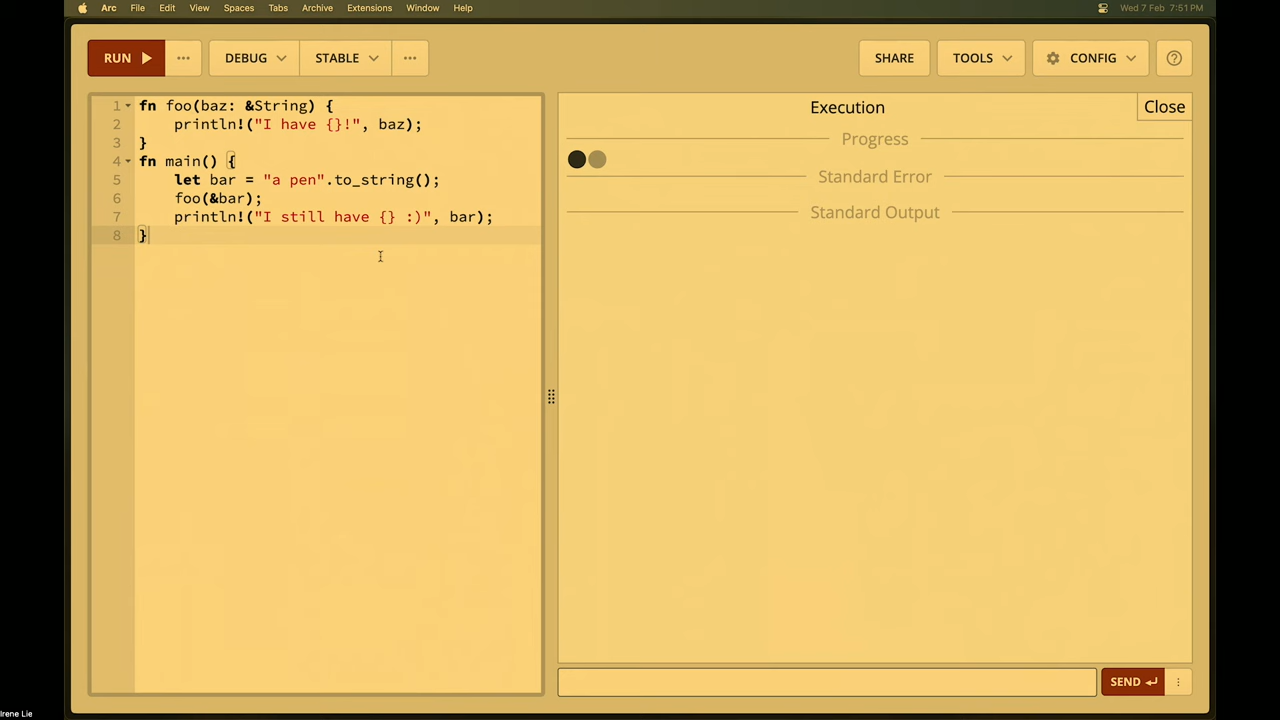 Arc File Edit View Spaces Tabs Archive Extensions Window Help Wed 7 Feb 7:51 PM
RUN ··· DEBUG STABLE ··· SHARE TOOLS CONFIG ?
1 fn foo(baz: &String) {
2     println!("I have {}!", baz);
3 }
4 fn main() {
5     let bar = "a pen".to_string();
6     foo(&bar);
7     println!("I still have {} :)", bar);
8 }
Execution Close
Progress
Standard Error
Standard Output
SEND
Irene Lie